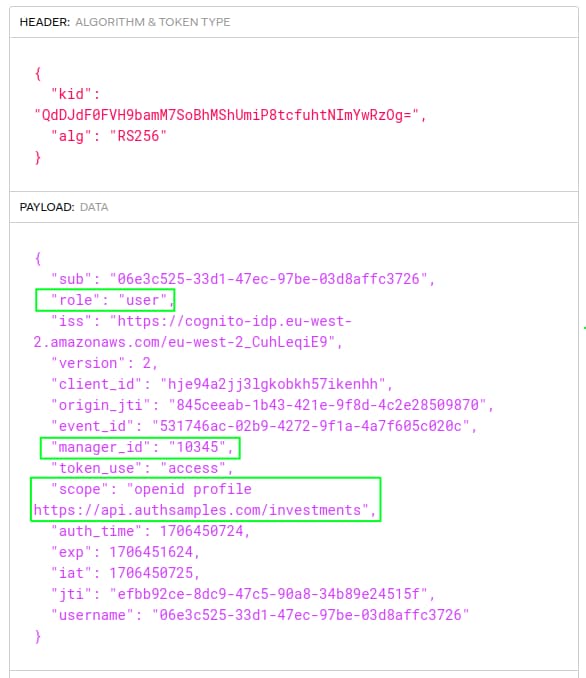 HEADER: ALGORITHM & TOKEN TYPE
{
"kid":
"QdDJdF0FVH9bamM7SoBhMShUmiP8tcfuhtNImYwRzOg=",
"alg": "RS256"
}
PAYLOAD: DATA
{
"sub": "06e3c525-33d1-47ec-97be-03d8affc3726",
"role": "user",
"iss": "https://cognito-idp.eu-west-
2.amazonaws.com/eu-west-2_CuhLeqiE9",
"version": 2,
"client_id": "hje94a2jj3lgkobkh57ikenhh",
"origin_jti": "845ceeab-1b43-421e-9f8d-4c2e28509870",
"event_id": "531746ac-02b9-4272-9f1a-4a7f605c020c",
"manager_id": "10345",
"token_use": "access",
"scope": "openid profile
https://api.authsamples.com/investments",
"auth_time": 1706450724,
"exp": 1706451624,
"iat": 1706450725,
"jti": "efbb92ce-8dc9-47c5-90a8-34b89e24515f",
"username": "06e3c525-33d1-47ec-97be-03d8affc3726"
}